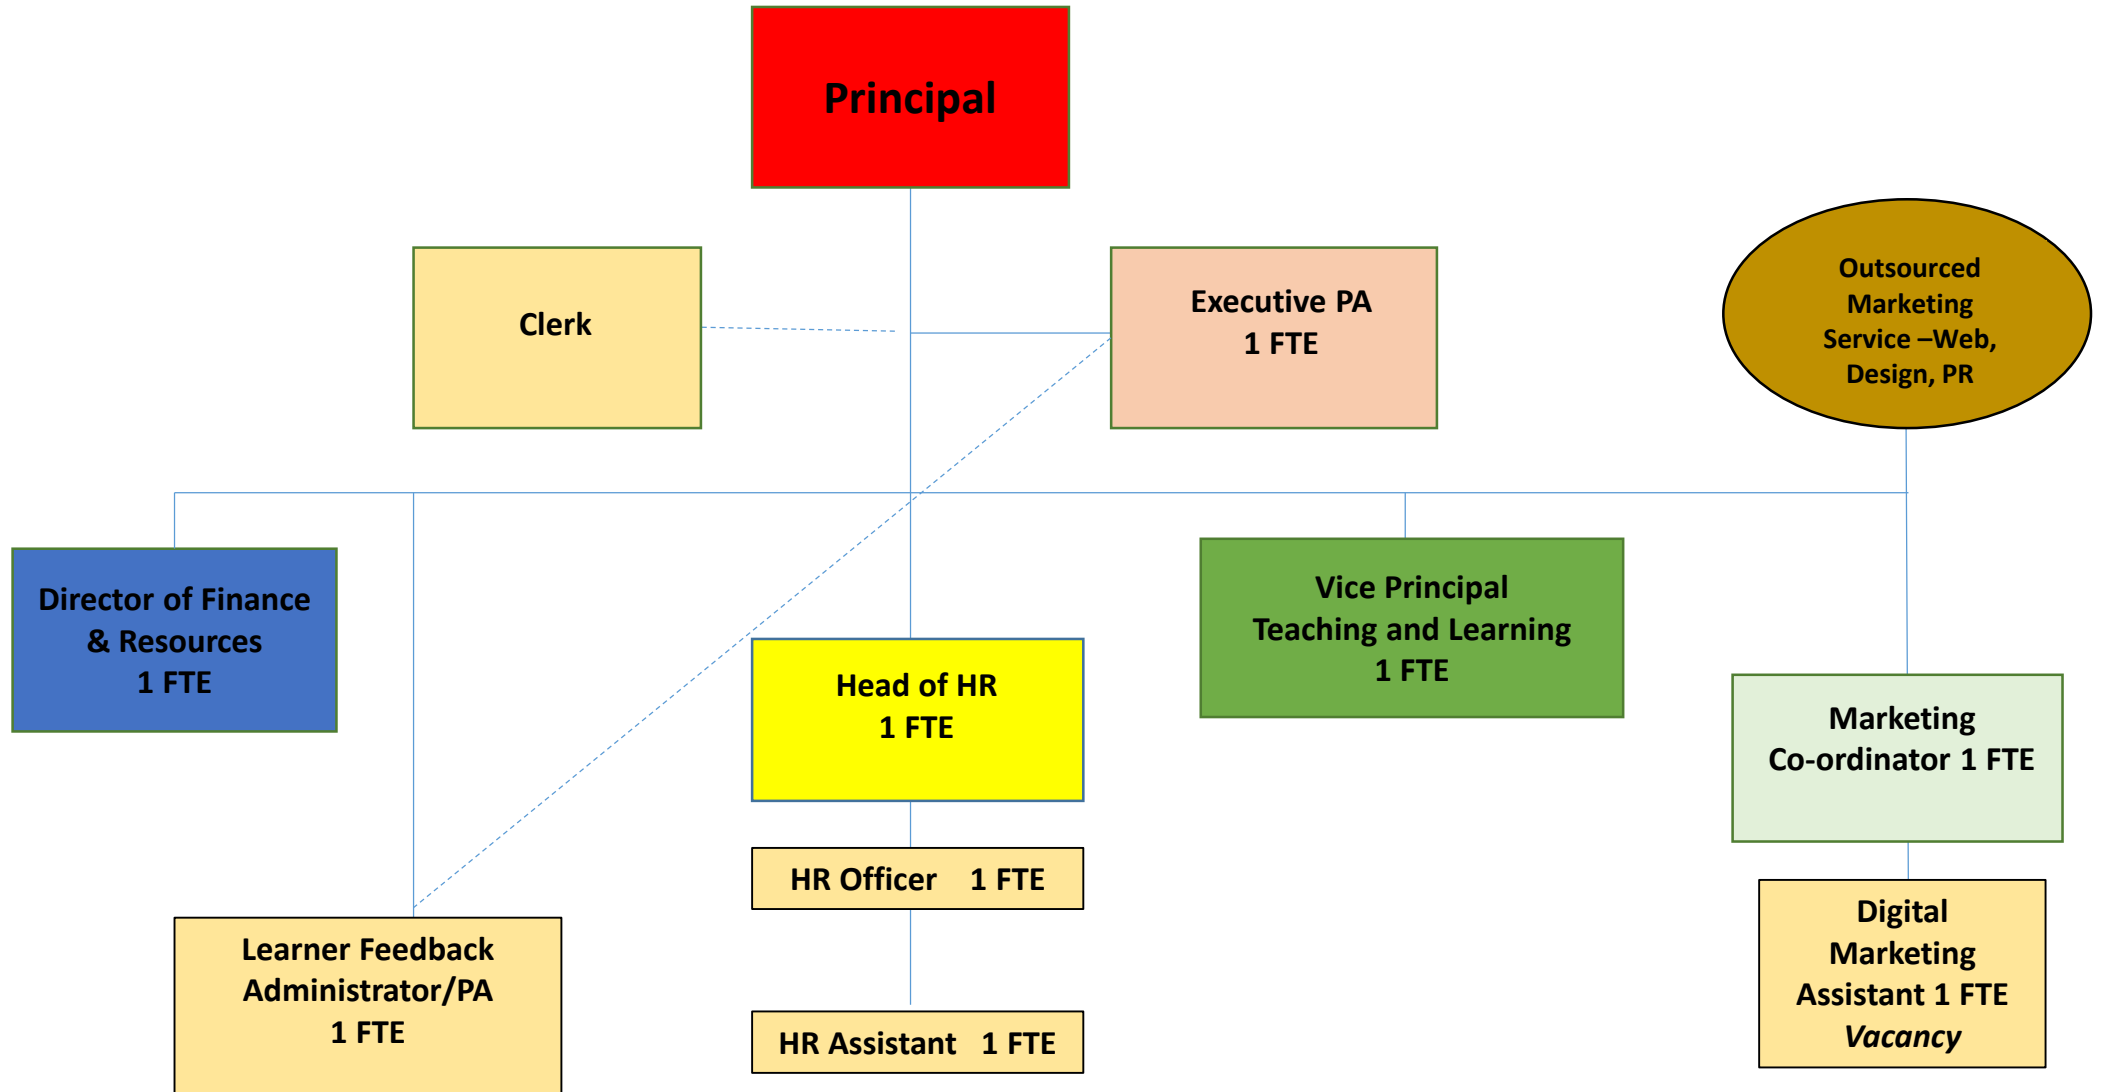 Principal
Clerk
Executive PA
1 FTE
Outsourced
Marketing
Service –Web,
Design, PR
Director of Finance
& Resources
1 FTE
Head of HR
1 FTE
Vice Principal
Teaching and Learning
1 FTE
Marketing
Co-ordinator 1 FTE
HR Officer 1 FTE
Learner Feedback
Administrator/PA
1 FTE
HR Assistant 1 FTE
Digital
Marketing
Assistant 1 FTE
Vacancy